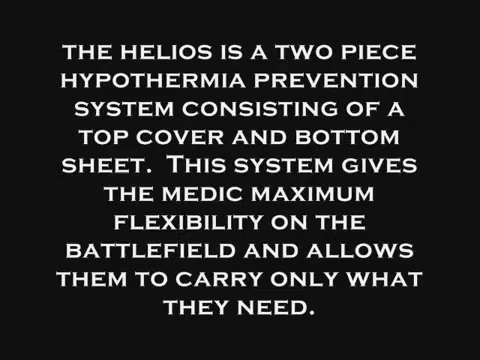 THE HELIOS IS A TWO PIECE
HYPOTHERMIA PREVENTION
SYSTEM CONSISTING OF A
TOP COVER AND BOTTOM
SHEET.  THIS SYSTEM GIVES
THE MEDIC MAXIMUM
FLEXIBILITY ON THE
BATTLEFIELD AND ALLOWS
THEM TO CARRY ONLY WHAT
THEY NEED.